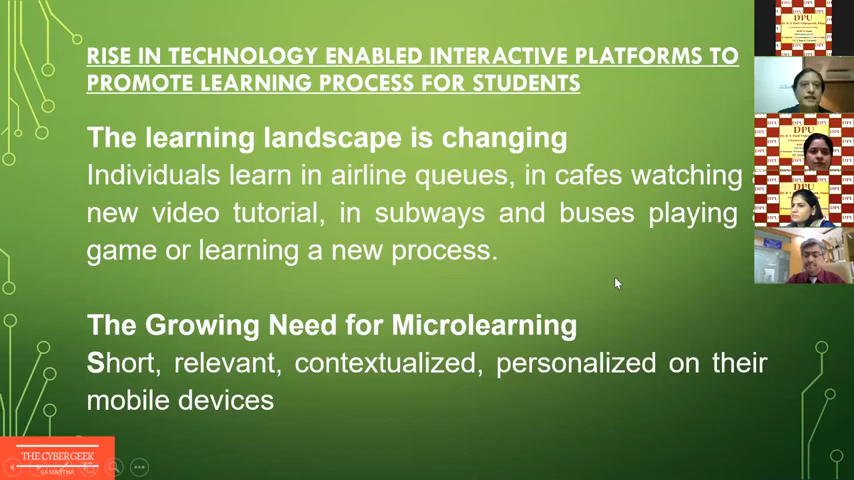 RISE IN TECHNOLOGY ENABLED INTERACTIVE PLATFORMS TO
PROMOTE LEARNING PROCESS FOR STUDENTS
The learning landscape is changing
Individuals learn in airline queues, in cafes watching
new video tutorial, in subways and buses playing
game or learning a new process.
The Growing Need for Microlearning
Short, relevant, contextualized, personalized on their
mobile devices
THE CYBERGEEK
SAMANTHA
DPU
DPU
DPU